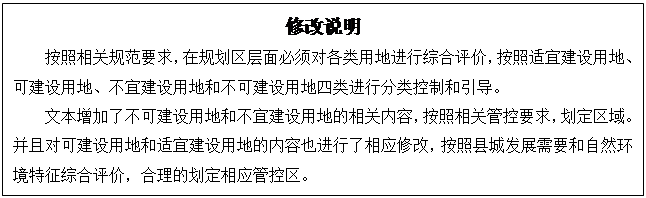 修改说明
按照相关规范要求，在规划区层面必须对各类用地进行综合评价，按照适宜建设用地、
可建设用地、不宜建设用地和不可建设用地四类进行分类控制和引导。
文本增加了不可建设用地和不宜建设用地的相关内容，按照相关管控要求，划定区域。
并且对可建设用地和适宜建设用地的内容也进行了相应修改，按照县城发展需要和自然环
境特征综合评价，合理的划定相应管控区。